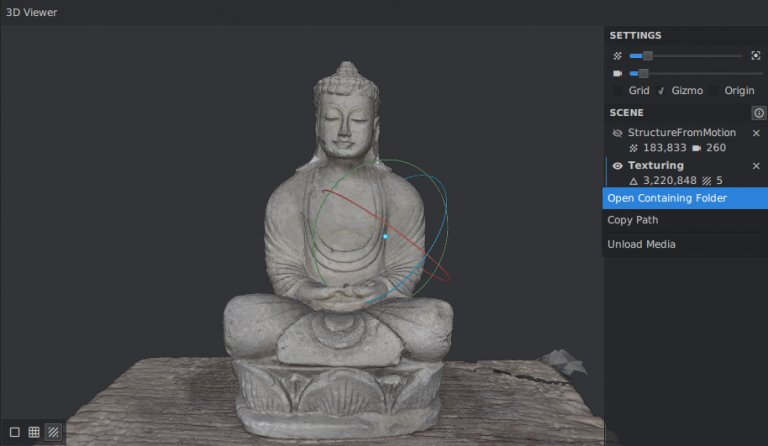 3D Viewer
SETTINGS
Grid Gizmo Origin
SCENE
StructureFromMotion
183,833 260
Texturing
3,220,848 5
Open Containing Folder
Copy Path
Unload Media